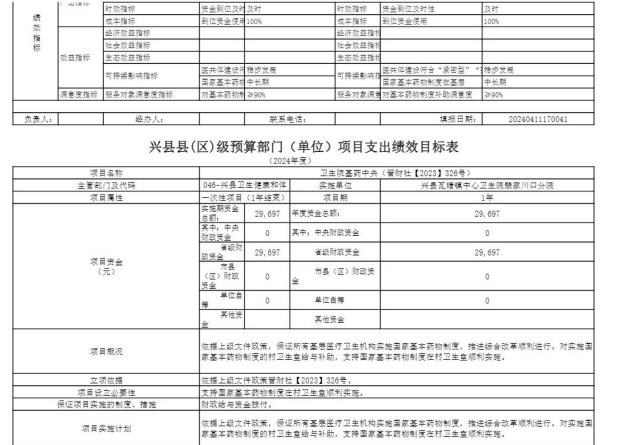 绩效指标
时效指标 资金到位及时 及时 时效指标 资金到位及时性 及时
成本指标 到位资金使用 100% 成本指标 到位资金使用 100%
效益指标
经济效益指标 经济效益指标
社会效益指标 社会效益指标
生态效益指标 生态效益指标
可持续影响指标 医共体建设符 稳步发展 可持续影响指标 医共体建设符合“紧密型” 稳步发展
国家基本药物 中长期 国家基本药物制度在基层 中长期
满意度指标 服务对象满意度指标 对基本药物制 ≥90% 服务对象满意 对基本药物制度补助满意度 ≥90%
负责人: 经办人: 联系电话: 填报日期: 20240411170041
兴县县(区)级预算部门（单位）项目支出绩效目标表
（2024年度）
项目名称 卫生院基药中央（晋财社【2023】326号）
主管部门及代码 046-兴县卫生健康和体 实施单位 兴县瓦塘镇中心卫生院裴家川口分院
项目属性 一次性项目（1年结束） 项目期 1年
项目资金（元）
实施期资金总额: 29,697 年度资金总额: 29,697
其中: 中央财政资金 0 其中: 中央财政资金 0
省级财政资金 29,697 省级财政资金 29,697
市县（区）财政资金 0 市县（区）财政资金 0
单位自筹 0 单位自筹 0
其他资金 其他资金
项目概况 依据上级文件政策，保证所有基层医疗卫生机构实施国家基本药物制度，推进综合改革顺利进行。对实施国
家基本药物制度的村卫生室给与补助，支持国家基本药物制度在村卫生室顺利实施。
立项依据 依据上级文件政策晋财社【2023】326号。
项目设立必要性 支持国家基本药物制度在村卫生室顺利实施。
保证项目实施的制度、措施 财政给与资金拨付。
项目实施计划 依据上级文件政策，保证所有基层医疗卫生机构实施国家基本药物制度，推进综合改革顺利进行。对实施国
家基本药物制度的村卫生室给与补助，支持国家基本药物制度在村卫生室顺利实施。